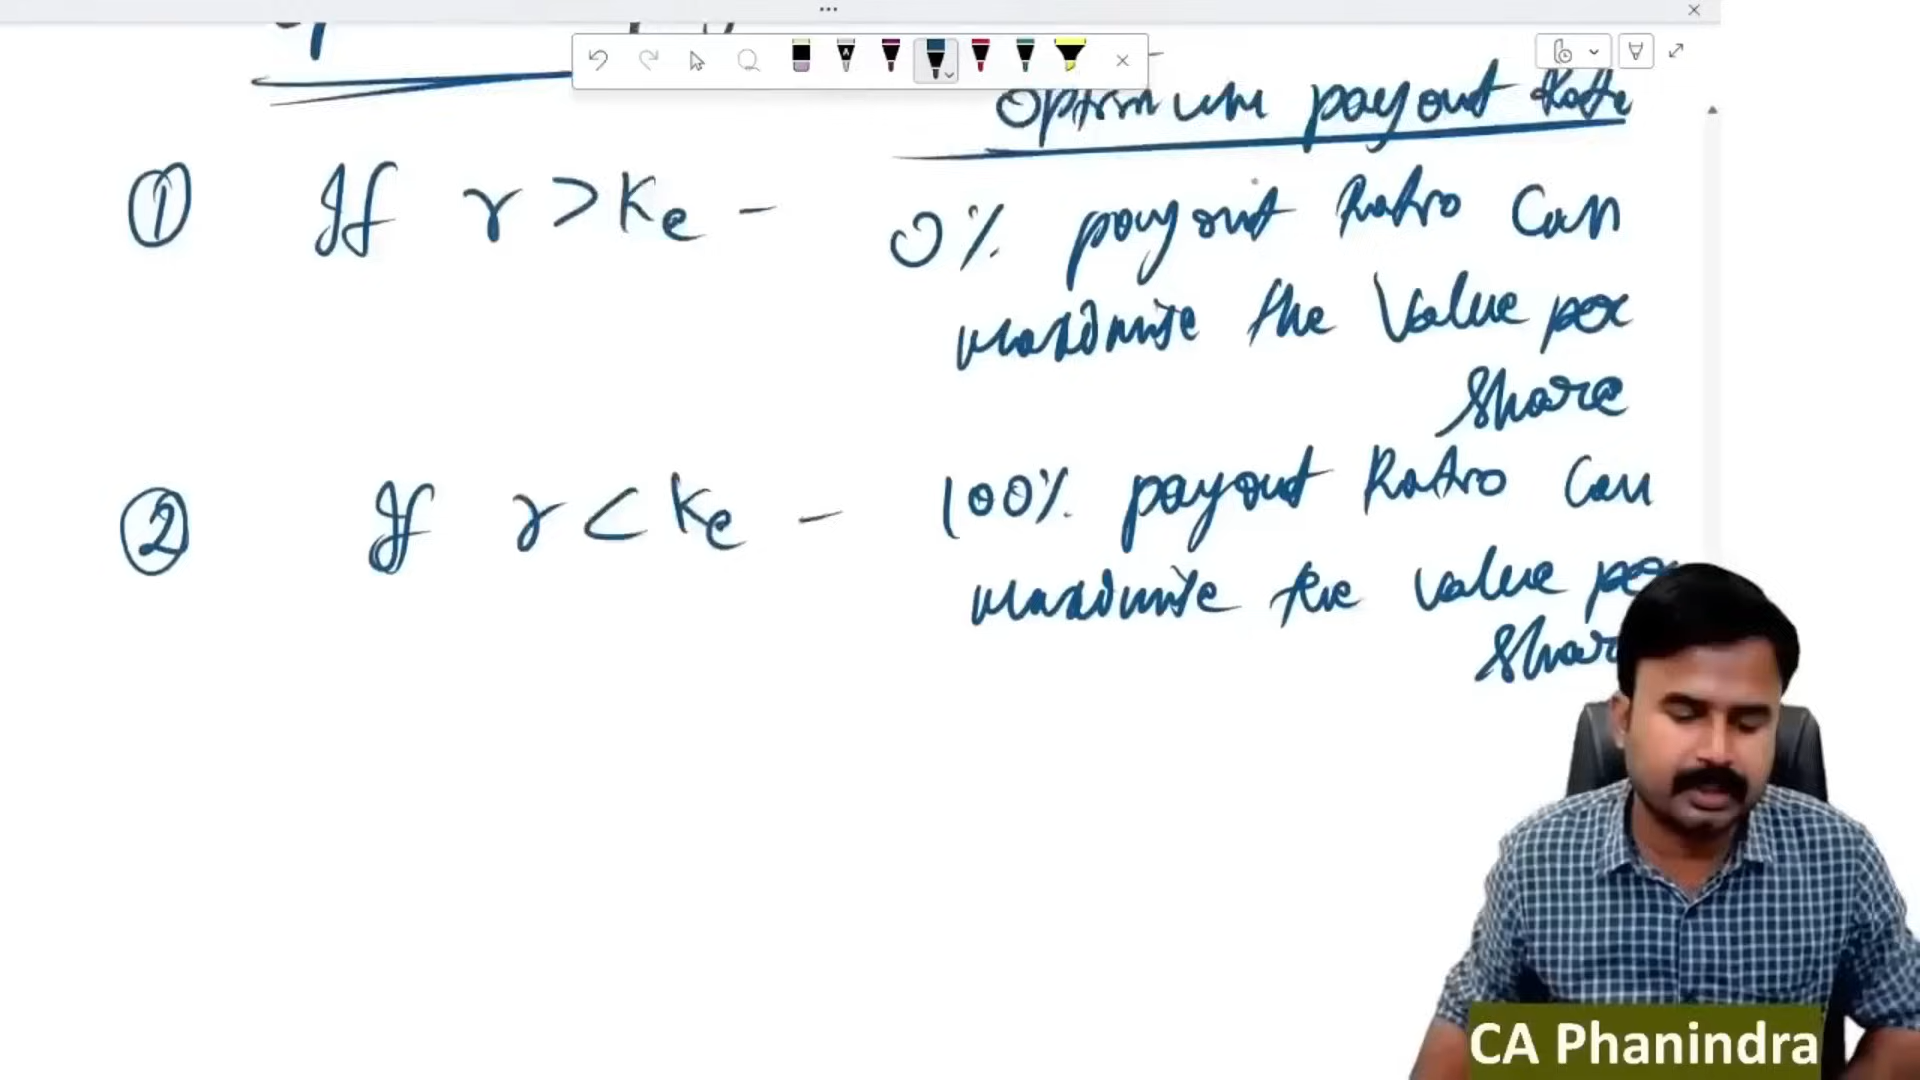 optimum payout Ratio
① If r > Ke - 0% payout Ratio Can
maximise the Value per
share
② If r < Ke - 100% payout Ratio Can
maximise the value per
share
CA Phanindra